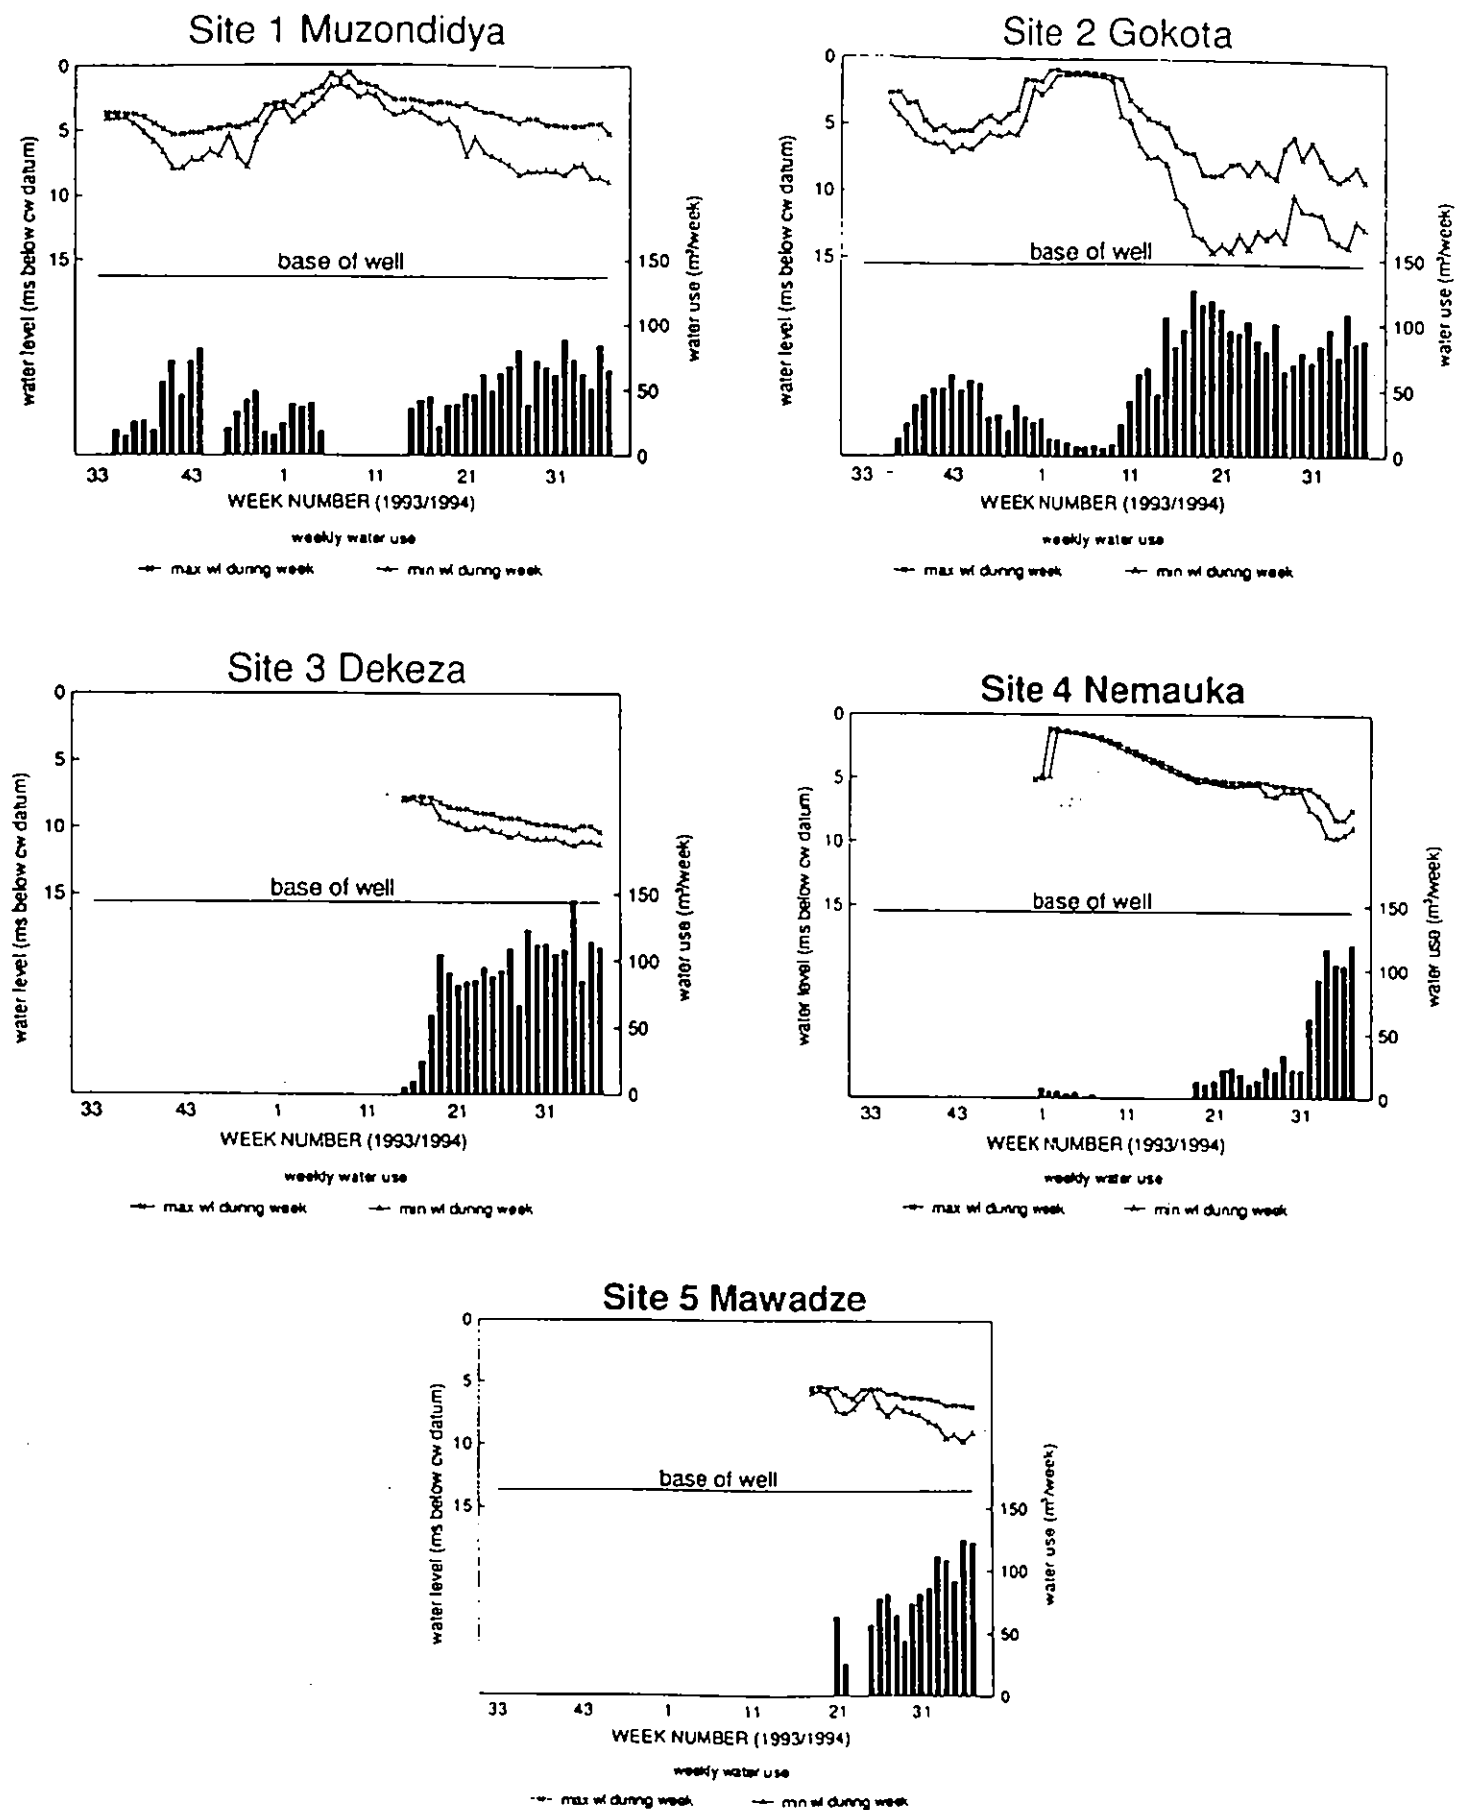 Site 1 Muzondidya
0
5
10
15
water level (ms below cw datum)
base of well
150
100
50
0
water use (m³/week)
33 43 1 11 21 31
WEEK NUMBER (1993/1994)
weekly water use
max wl during week min wl during week
Site 2 Gokota
0
5
10
15
water level (ms below cw datum)
base of well
150
100
50
0
water use (m³/week)
33 43 1 11 21 31
WEEK NUMBER (1993/1994)
weekly water use
max wl during week min wl during week
Site 3 Dekeza
0
5
10
15
water level (ms below cw datum)
base of well
150
100
50
0
water use (m³/week)
33 43 1 11 21 31
WEEK NUMBER (1993/1994)
weekly water use
max wl during week min wl during week
Site 4 Nemauka
0
5
10
15
water level (ms below cw datum)
base of well
150
100
50
0
water use (m³/week)
33 43 1 11 21 31
WEEK NUMBER (1993/1994)
weekly water use
max wl during week min wl during week
Site 5 Mawadze
0
5
10
15
water level (ms below cw datum)
base of well
150
100
50
0
water use (m³/week)
33 43 1 11 21 31
WEEK NUMBER (1993/1994)
weekly water use
max wl during week min wl during week